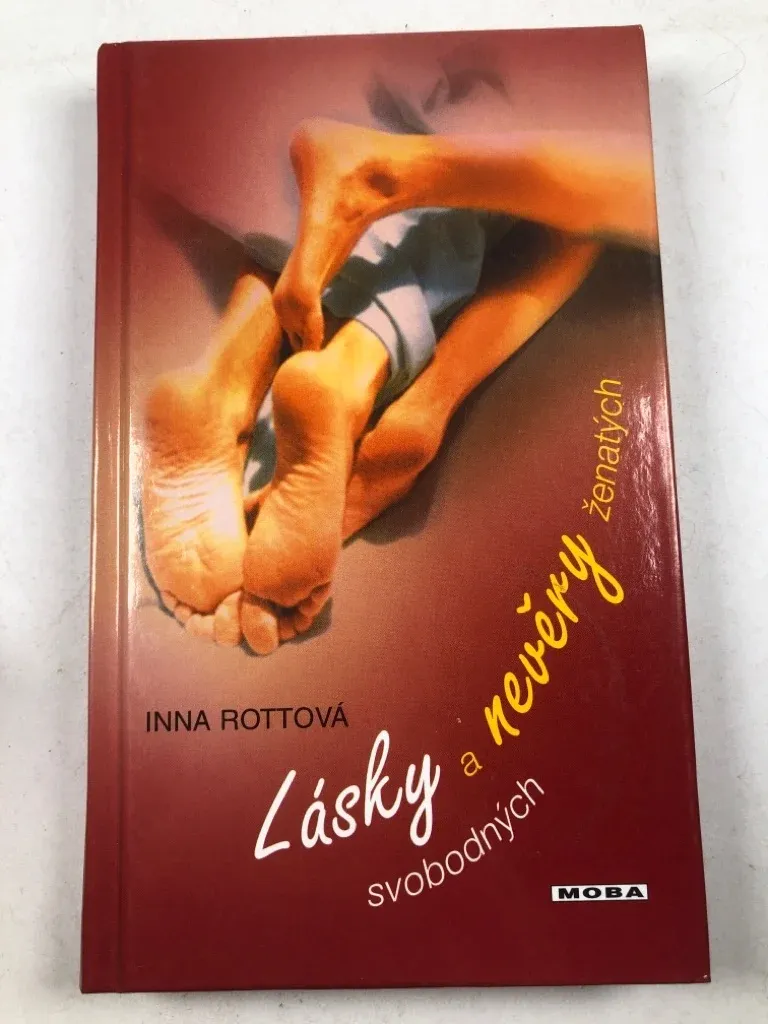 INNA ROTTOVÁ
Lásky svobodných
a nevěry ženatých
MOBA